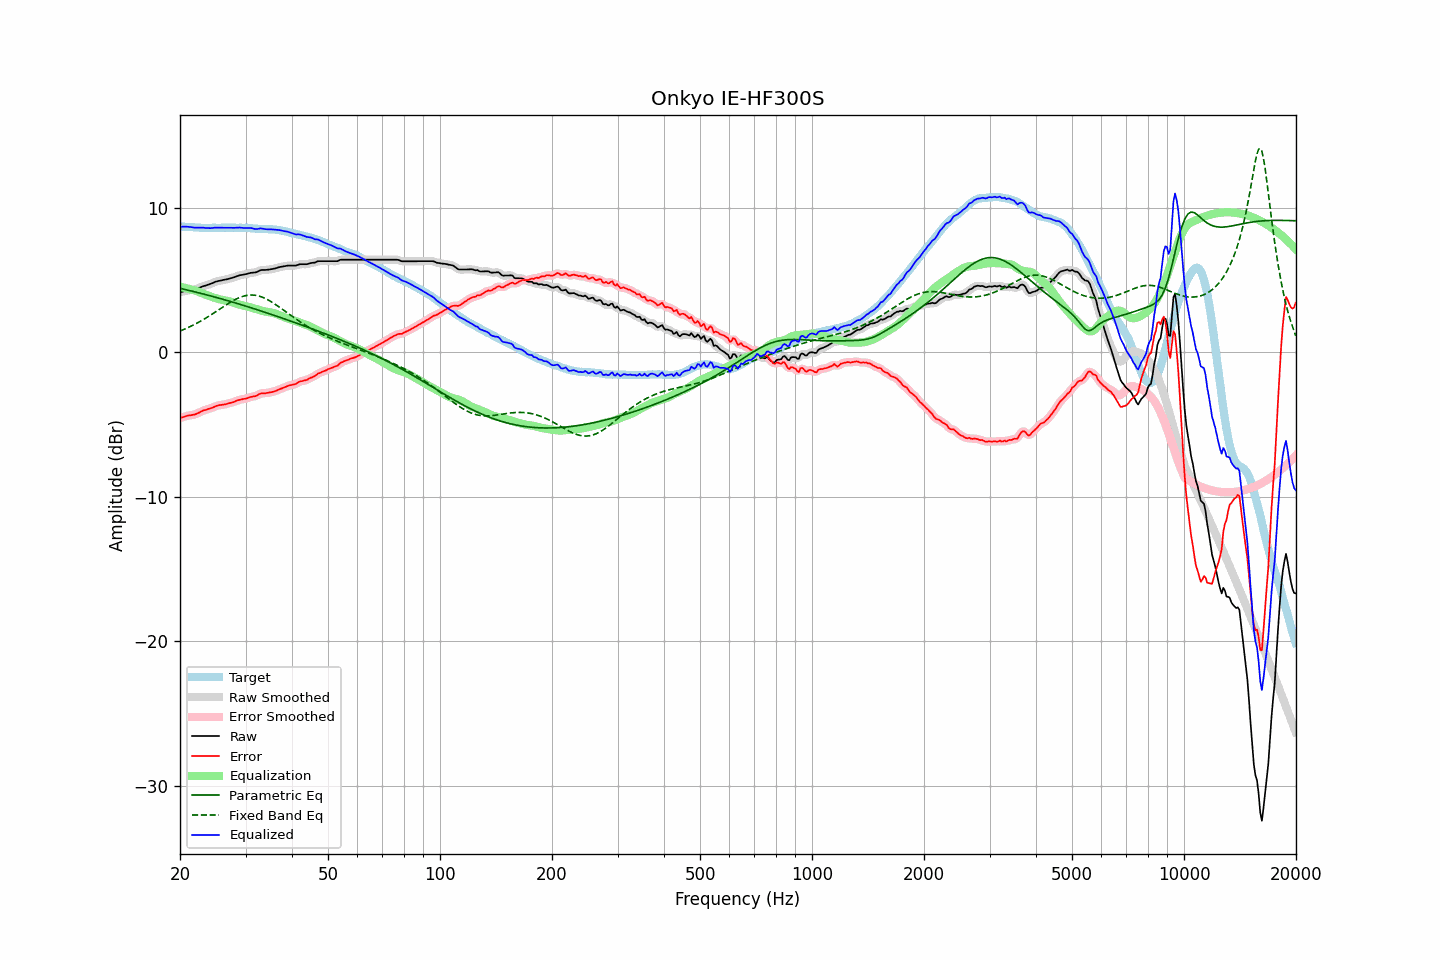 Onkyo IE-HF300S
Amplitude (dBr)
10
0
−10
−20
−30
Target
Raw Smoothed
Error Smoothed
Raw
Error
Equalization
Parametric Eq
Fixed Band Eq
Equalized
20 50 100 200 500 1000 2000 5000 10000 20000
Frequency (Hz)